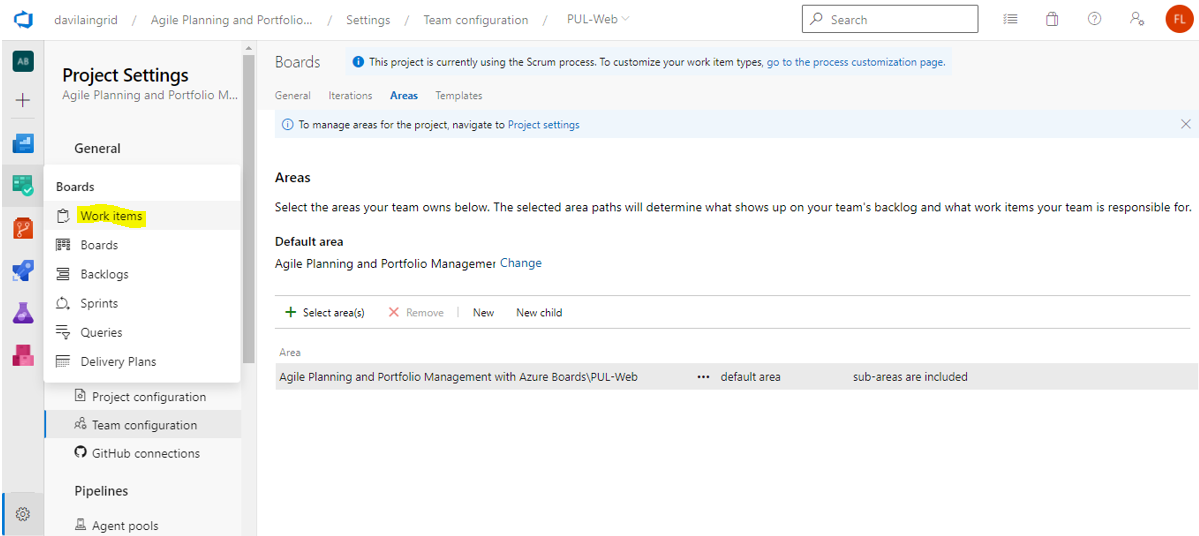 davilaingrid / Agile Planning and Portfolio... / Settings / Team configuration / PUL-Web
Search
FL
AB
Project Settings
Agile Planning and Portfolio M...
General
Boards
Work items
Boards
Backlogs
Sprints
Queries
Delivery Plans
Project configuration
Team configuration
GitHub connections
Pipelines
Agent pools
Boards
This project is currently using the Scrum process. To customize your work item types, go to the process customization page.
General Iterations Areas Templates
To manage areas for the project, navigate to Project settings
Areas
Select the areas your team owns below. The selected area paths will determine what shows up on your team's backlog and what work items your team is responsible for.
Default area
Agile Planning and Portfolio Managemer Change
Select area(s) Remove New New child
Area
Agile Planning and Portfolio Management with Azure Boards\PUL-Web ••• default area sub-areas are included